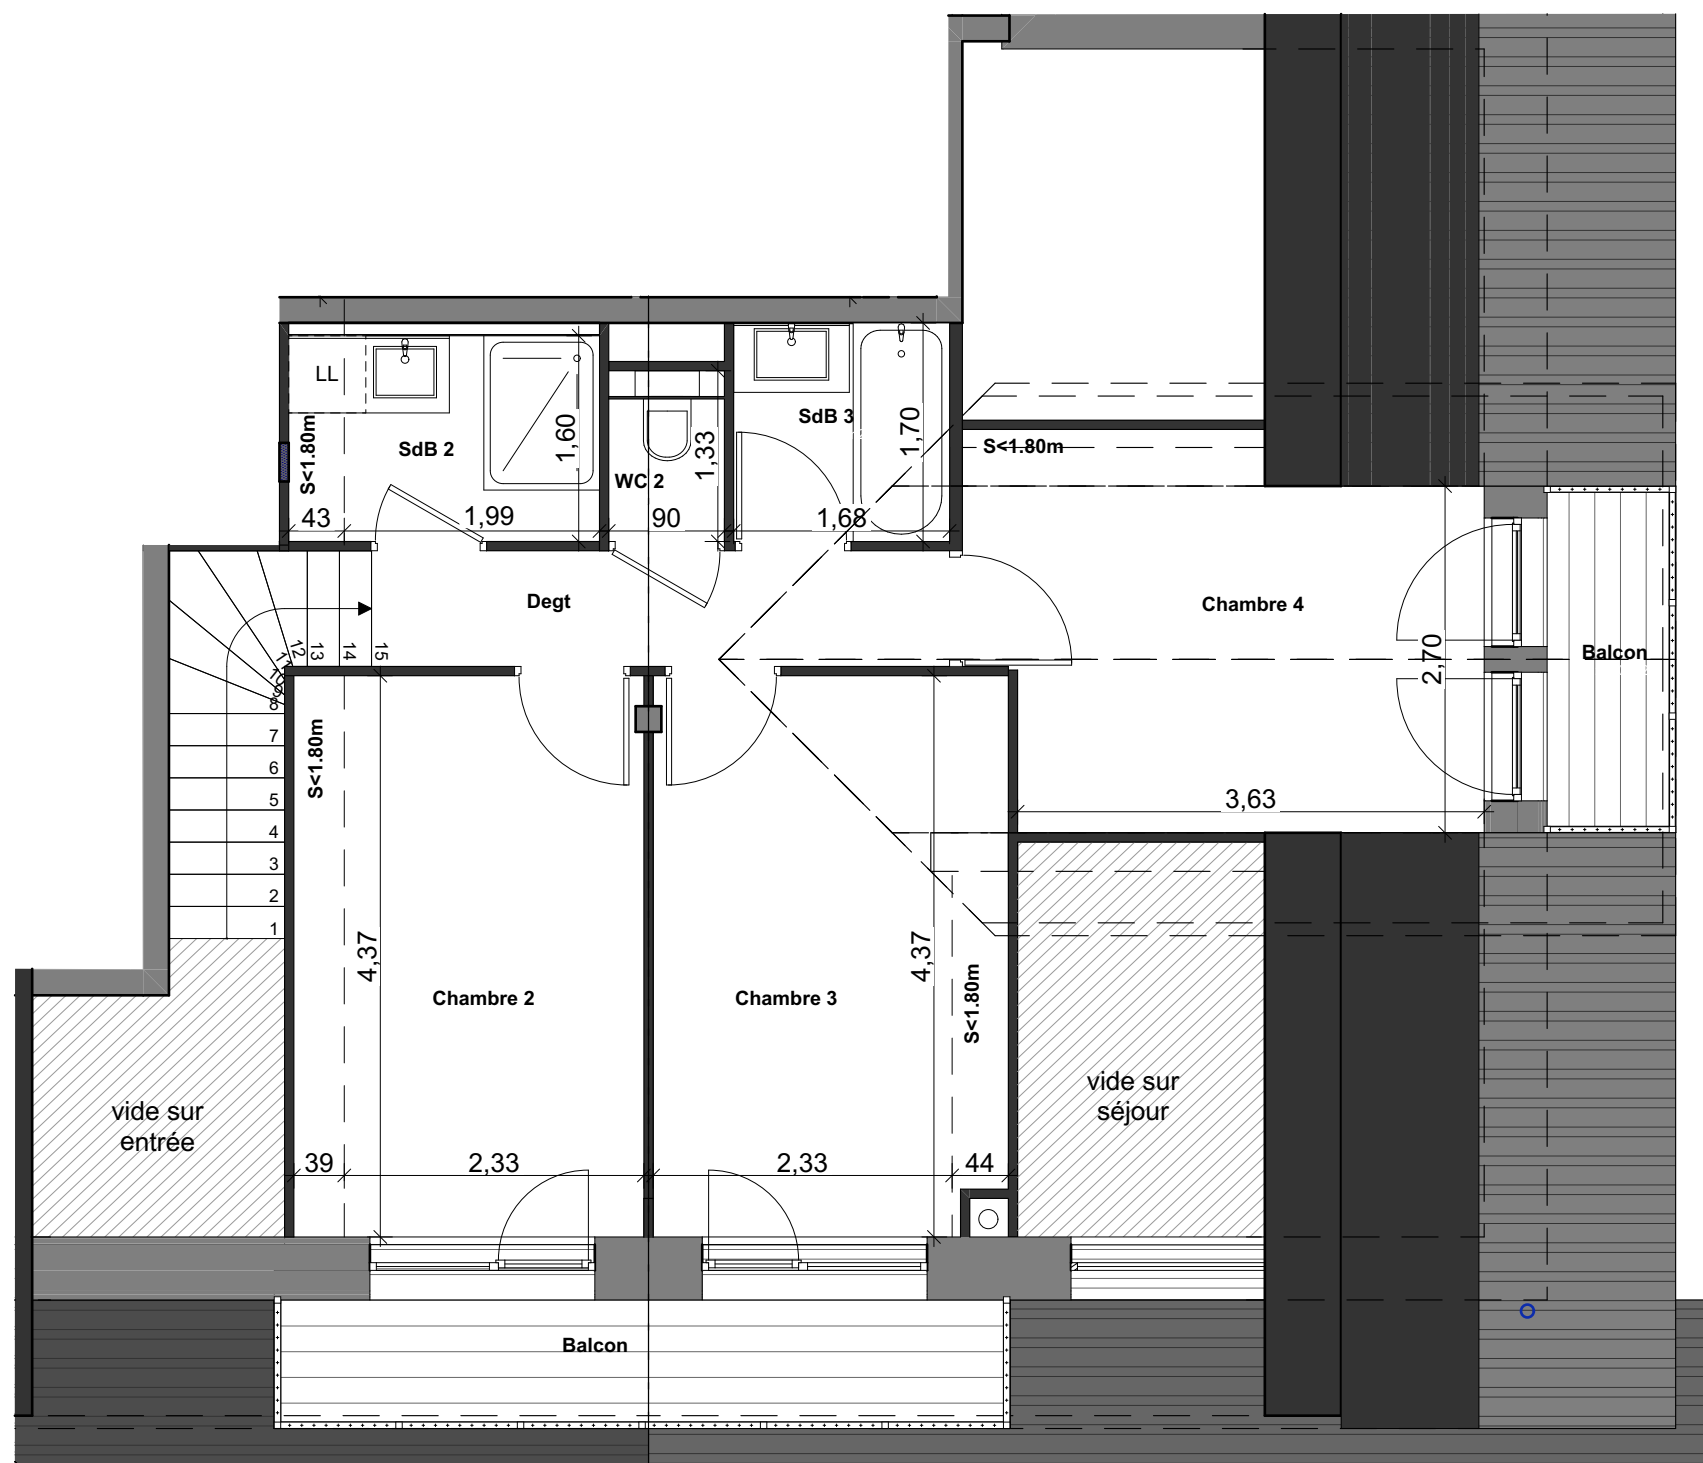 LL
S<1.80m
SdB 2
1,60
WC 2
1,33
SdB 3
1,70
S<1.80m
43
1,99
90
1,68
Degt
Chambre 4
2,70
Balcon
15
14
13
12
11
10
9
8
7
6
5
4
3
2
1
S<1.80m
3,63
4,37
Chambre 2
4,37
Chambre 3
S<1.80m
vide sur
entrée
vide sur
séjour
39
2,33
2,33
44
Balcon